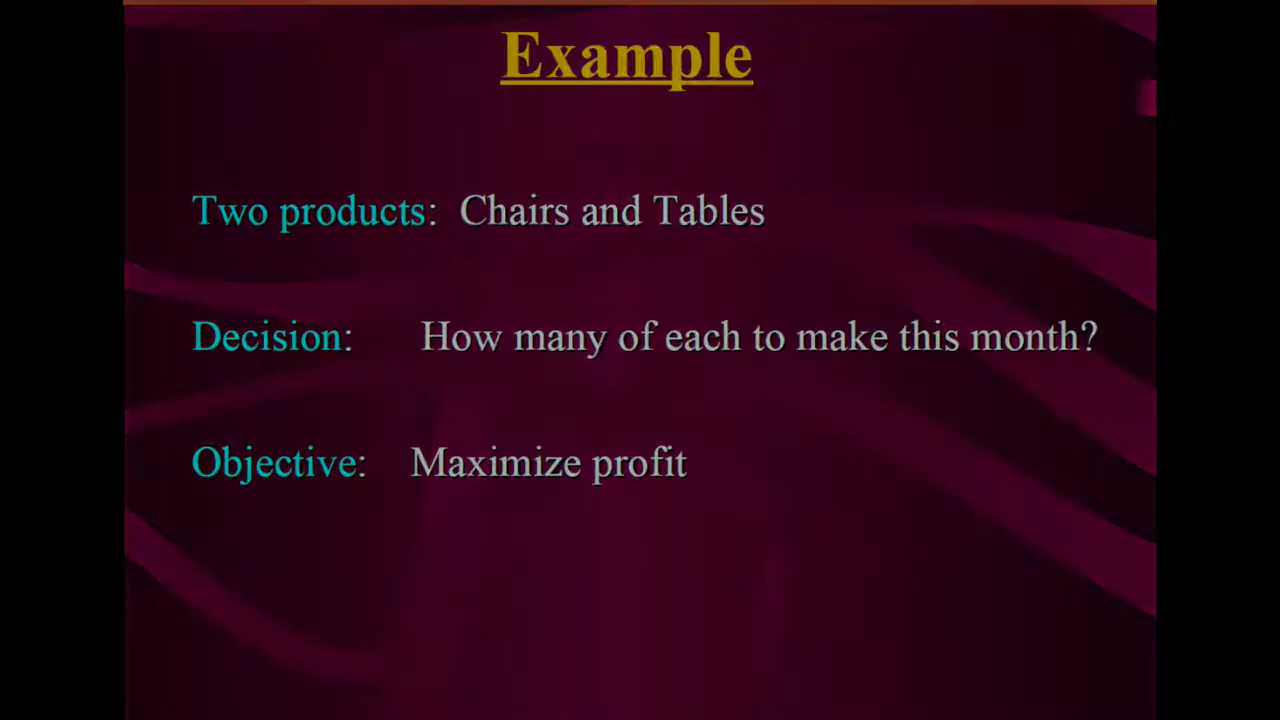 Example
Two products: Chairs and Tables
Decision: How many of each to make this month?
Objective: Maximize profit